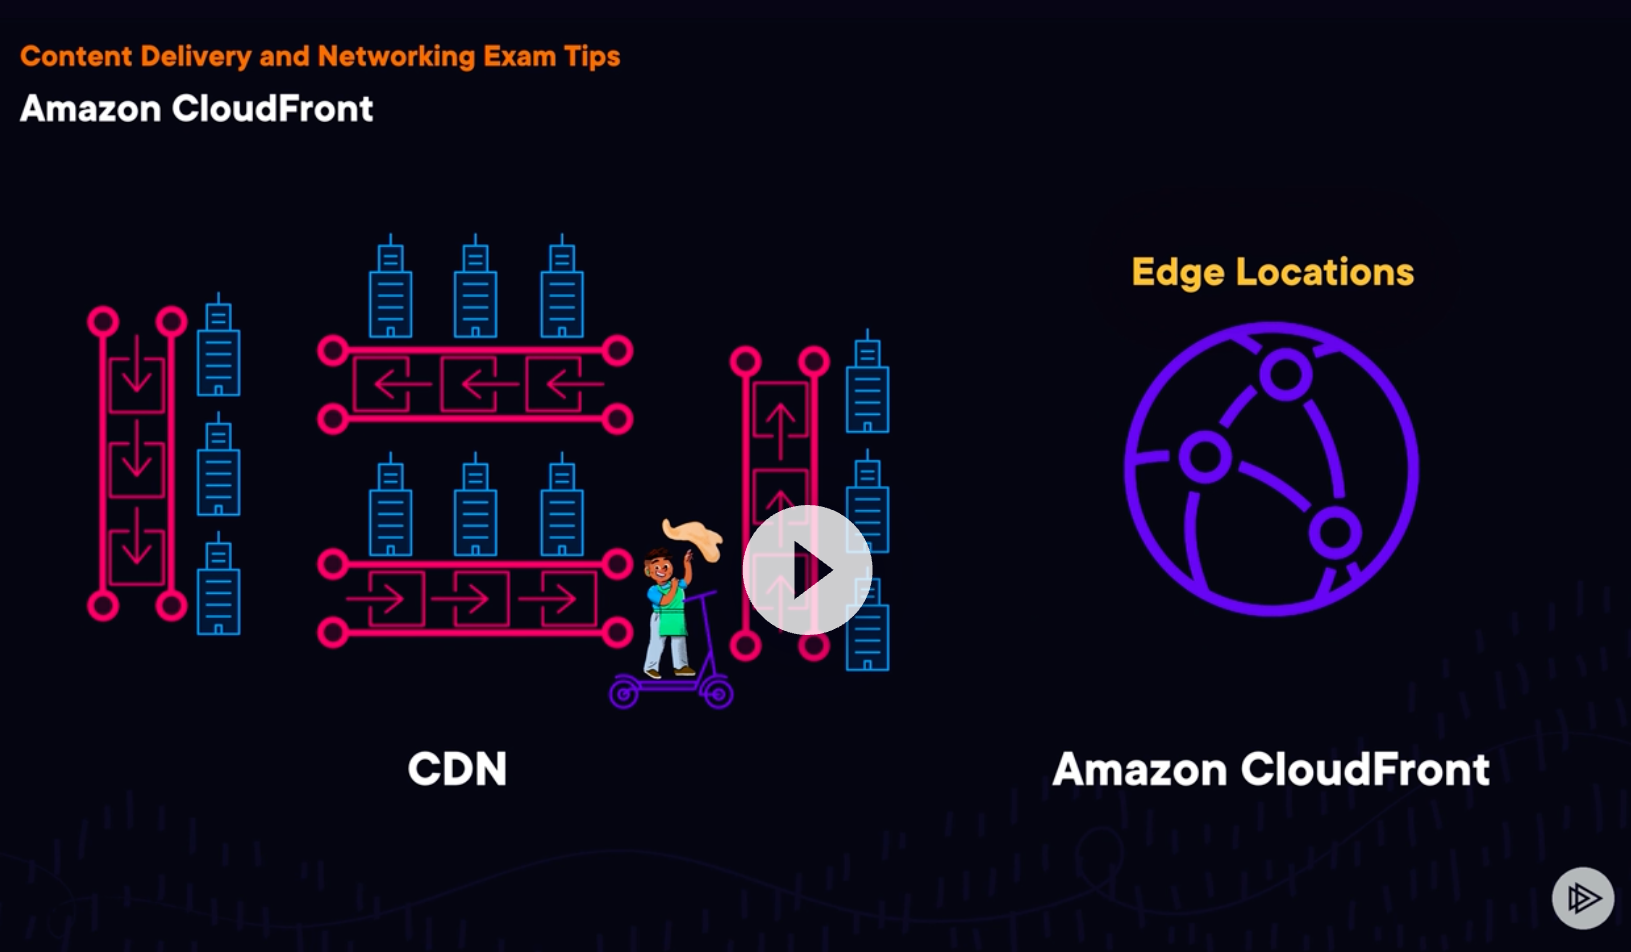 Content Delivery and Networking Exam Tips
Amazon CloudFront
Edge Locations
CDN
Amazon CloudFront